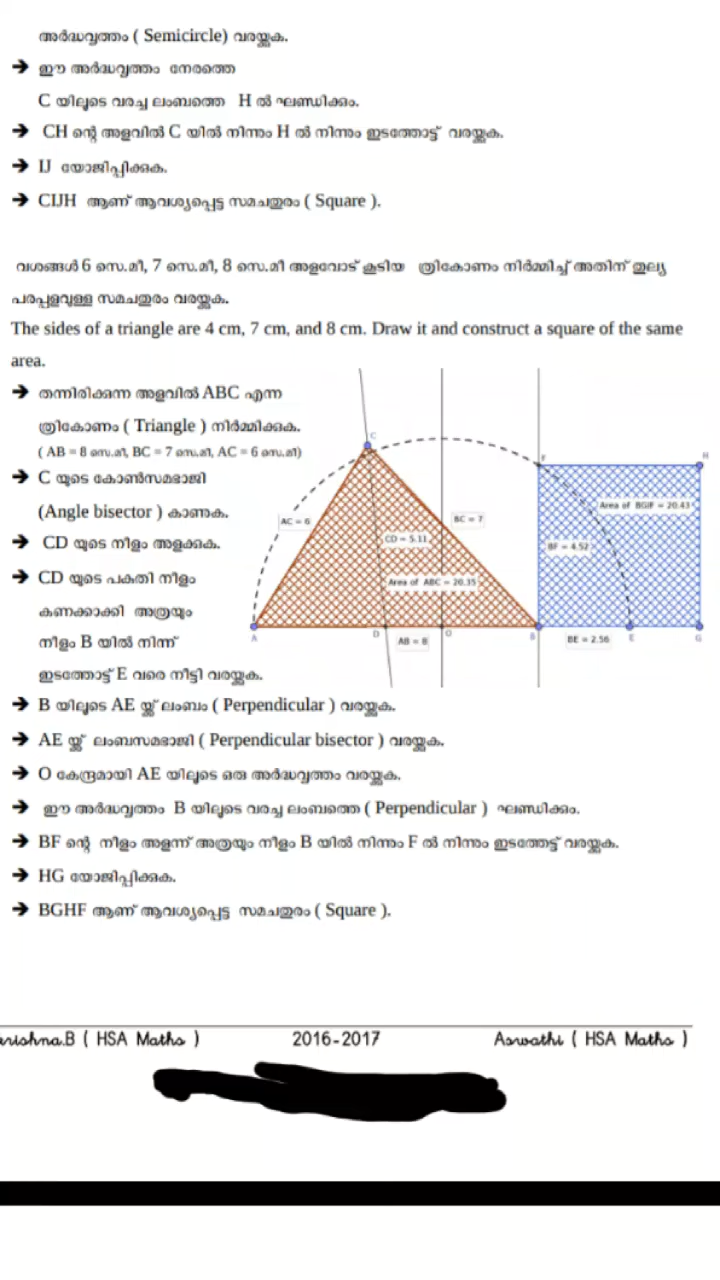 അർദ്ധവൃത്തം ( Semicircle) വരയ്ക്കുക.
➔ ഈ അർദ്ധവൃത്തം നേരത്തെ
C യിലൂടെ വരച്ച ലംബത്തെ H ൽ ഘണ്ഡിക്കും.
➔ CH ന്റെ അളവിൽ C യിൽ നിന്നും H ൽ നിന്നും ഇടത്തോട്ട് വരയ്ക്കുക.
➔ IJ യോജിപ്പിക്കുക.
➔ CIJH ആണ് ആവശ്യപ്പെട്ട സമചതുരം ( Square ).
വശങ്ങൾ 6 സെ.മീ, 7 സെ.മീ, 8 സെ.മീ അളവോട് കൂടിയ ത്രികോണം നിർമ്മിച്ച് അതിന് തുല്യ
പരപ്പളവുള്ള സമചതുരം വരയ്ക്കുക.
The sides of a triangle are 4 cm, 7 cm, and 8 cm. Draw it and construct a square of the same
area.
➔ തന്നിരിക്കുന്ന അളവിൽ ABC എന്ന
ത്രികോണം ( Triangle ) നിർമ്മിക്കുക.
( AB = 8 സെ.മീ, BC = 7 സെ.മീ, AC = 6 സെ.മീ)
➔ C യുടെ കോൺസമഭാജി
(Angle bisector ) കാണുക.
➔ CD യുടെ നീളം അളക്കുക.
➔ CD യുടെ പകുതി നീളം
കണക്കാക്കി അത്രയും
നീളം B യിൽ നിന്ന്
ഇടത്തോട്ട് E വരെ നീട്ടി വരയ്ക്കുക.
C
F
H
AC = 6
BC = 7
Area of BGIF = 20.43
CD = 5.11
BF = 4.52
Area of ABC = 20.35
A
D
AB = 8
O
B
BE = 2.56
E
G
➔ B യിലൂടെ AE യ്ക്ക് ലംബം ( Perpendicular ) വരയ്ക്കുക.
➔ AE യ്ക്ക് ലംബസമഭാജി ( Perpendicular bisector ) വരയ്ക്കുക.
➔ O കേന്ദ്രമായി AE യിലൂടെ ഒരു അർദ്ധവൃത്തം വരയ്ക്കുക.
➔ ഈ അർദ്ധവൃത്തം B യിലൂടെ വരച്ച ലംബത്തെ ( Perpendicular ) ഘണ്ഡിക്കും.
➔ BF ന്റെ നീളം അളന്ന് അത്രയും നീളം B യിൽ നിന്നും F ൽ നിന്നും ഇടത്തേട്ട് വരയ്ക്കുക.
➔ HG യോജിപ്പിക്കുക.
➔ BGHF ആണ് ആവശ്യപ്പെട്ട സമചതുരം ( Square ).
.B ( HSA Maths ) 2016-2017 Aswathi ( HSA Maths )